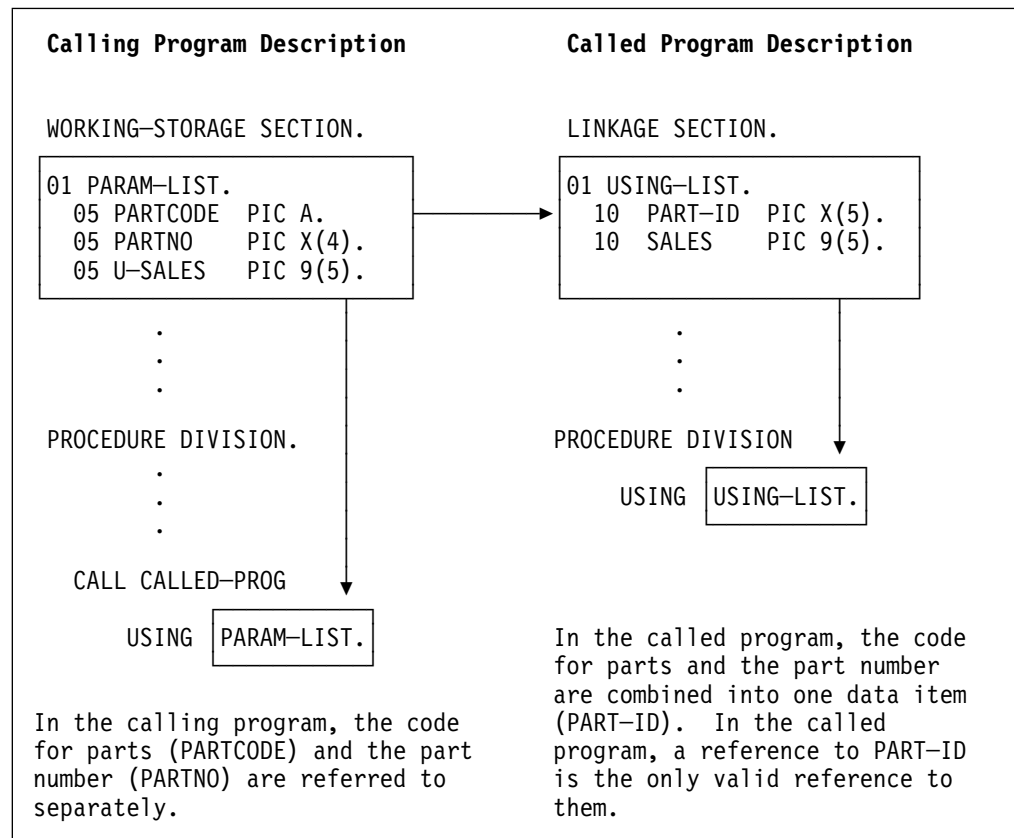 Calling Program Description
WORKING—STORAGE SECTION.
01 PARAM—LIST.
05 PARTCODE PIC A.
05 PARTNO PIC X(4).
05 U—SALES PIC 9(5).
.
.
.
PROCEDURE DIVISION.
.
.
.
CALL CALLED—PROG
USING PARAM—LIST.
In the calling program, the code
for parts (PARTCODE) and the part
number (PARTNO) are referred to
separately.
Called Program Description
LINKAGE SECTION.
01 USING—LIST.
10 PART—ID PIC X(5).
10 SALES PIC 9(5).
.
.
.
PROCEDURE DIVISION
USING USING—LIST.
In the called program, the code
for parts and the part number
are combined into one data item
(PART—ID). In the called
program, a reference to PART—ID
is the only valid reference to
them.